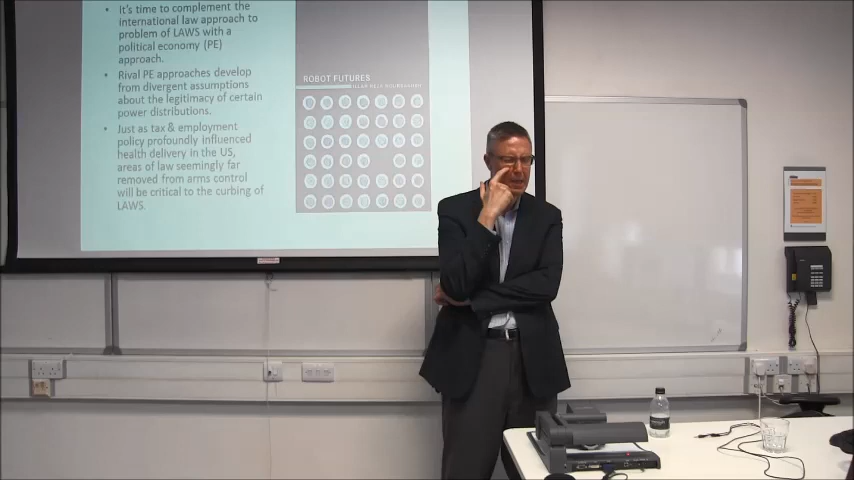 it's time to complement the
international law approach to
problem of LAWS with a
political economy (PE)
approach.
Rival PE approaches develop
from divergent assumptions
about the legitimacy of certain
power distributions.
Just as tax & employment
policy profoundly influenced
health delivery in the US,
areas of law seemingly far
removed from arms control
will be critical to the curbing of
LAWS.
ROBOT FUTURES